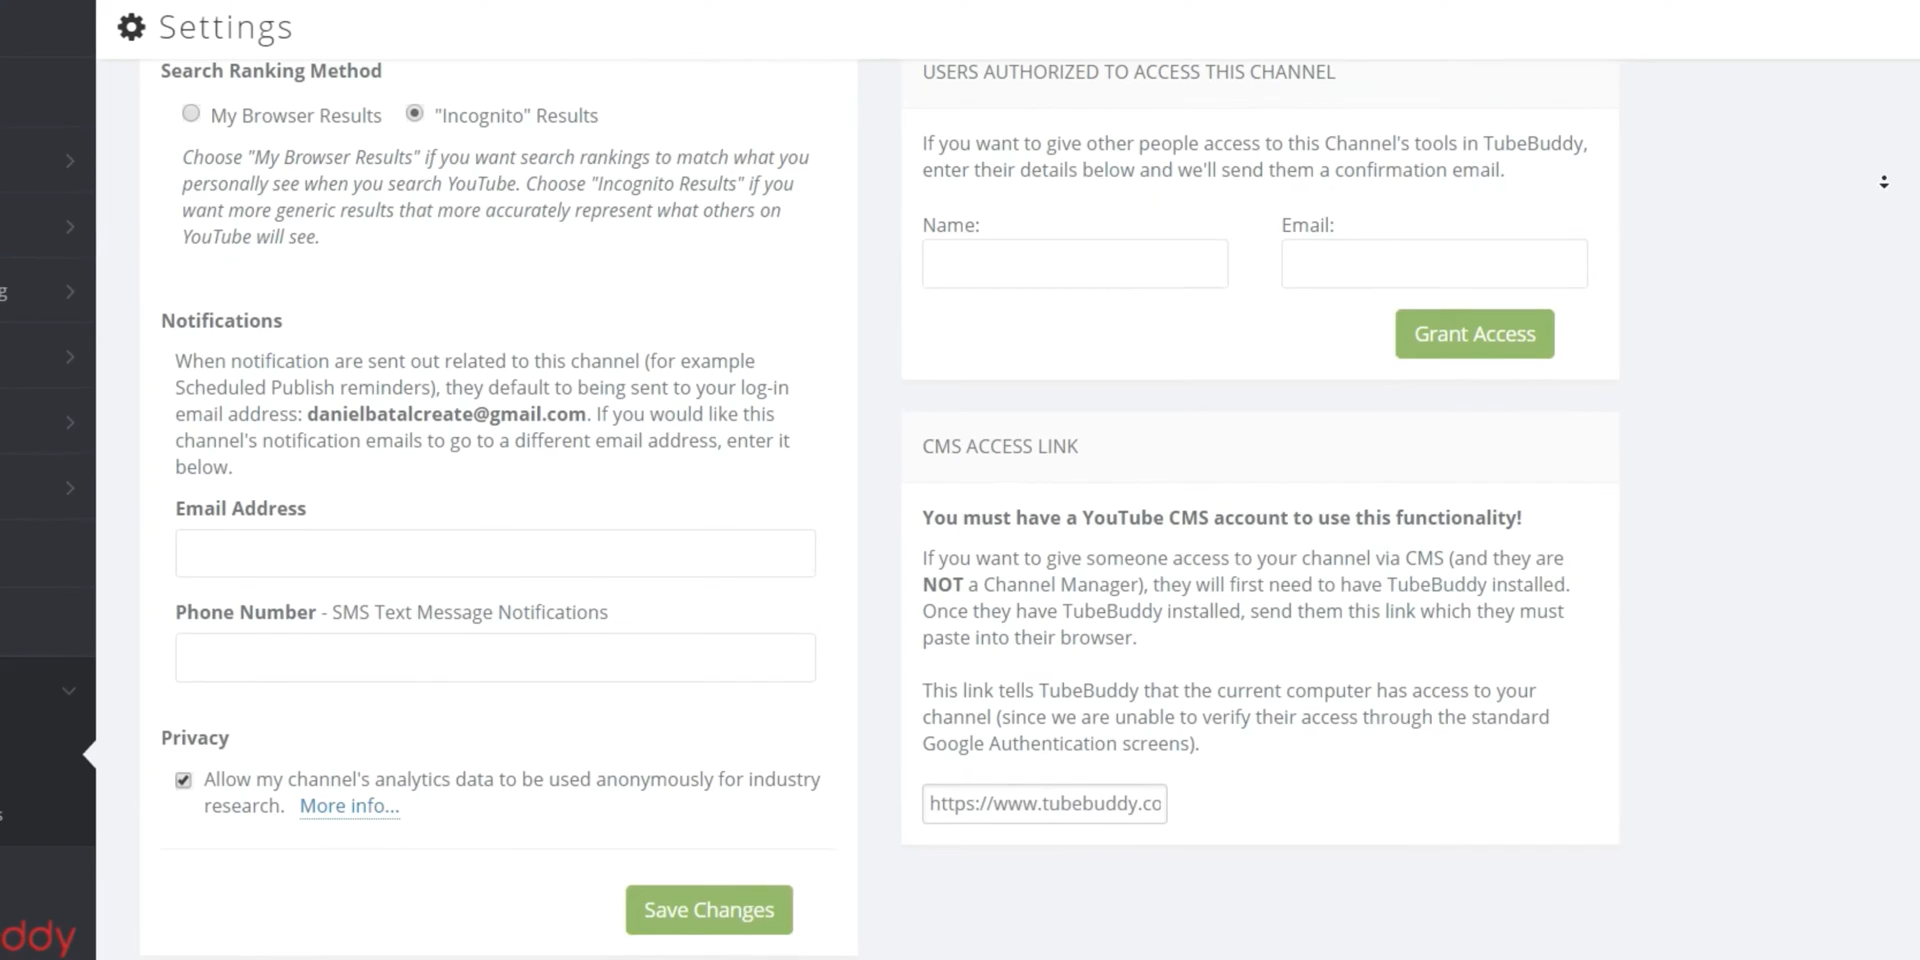 Settings
Search Ranking Method
My Browser Results "Incognito" Results
Choose "My Browser Results" if you want search rankings to match what you
personally see when you search YouTube. Choose "Incognito Results" if you
want more generic results that more accurately represent what others on
YouTube will see.
Notifications
When notification are sent out related to this channel (for example
Scheduled Publish reminders), they default to being sent to your log-in
email address: danielbatalcreate@gmail.com. If you would like this
channel's notification emails to go to a different email address, enter it
below.
Email Address
Phone Number - SMS Text Message Notifications
Privacy
Allow my channel's analytics data to be used anonymously for industry
research. More info...
Save Changes
USERS AUTHORIZED TO ACCESS THIS CHANNEL
If you want to give other people access to this Channel's tools in TubeBuddy,
enter their details below and we'll send them a confirmation email.
Name: Email:
Grant Access
CMS ACCESS LINK
You must have a YouTube CMS account to use this functionality!
If you want to give someone access to your channel via CMS (and they are
NOT a Channel Manager), they will first need to have TubeBuddy installed.
Once they have TubeBuddy installed, send them this link which they must
paste into their browser.
This link tells TubeBuddy that the current computer has access to your
channel (since we are unable to verify their access through the standard
Google Authentication screens).
https://www.tubebuddy.co
g
s
ddy